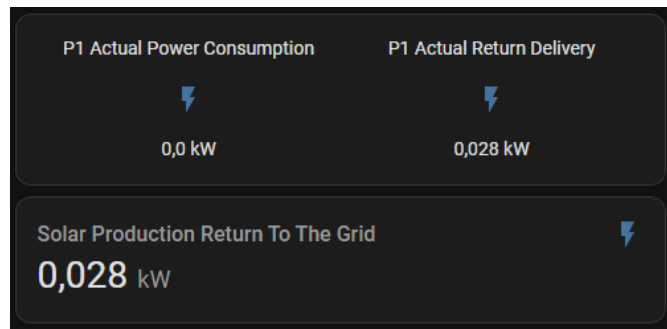 P1 Actual Power Consumption
P1 Actual Return Delivery
0,0 kW
0,028 kW
Solar Production Return To The Grid
0,028 kW